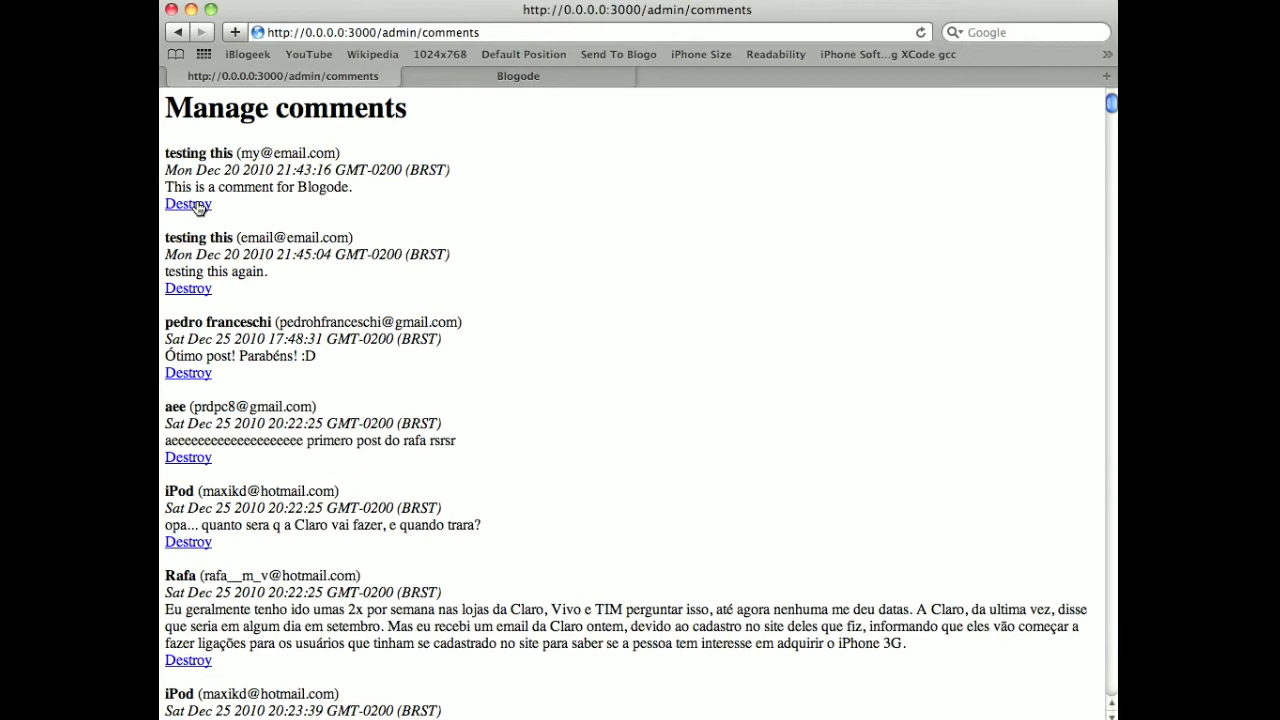 http://0.0.0.0:3000/admin/comments
http://0.0.0.0:3000/admin/comments
Google
iBlogeek YouTube Wikipedia 1024x768 Default Position Send To Blogo iPhone Size Readability iPhone Soft...g XCode gcc
http://0.0.0.0:3000/admin/comments Blogode
Manage comments
testing this (my@email.com)
Mon Dec 20 2010 21:43:16 GMT-0200 (BRST)
This is a comment for Blogode.
Destroy
testing this (email@email.com)
Mon Dec 20 2010 21:45:04 GMT-0200 (BRST)
testing this again.
Destroy
pedro franceschi (pedrohfranceschi@gmail.com)
Sat Dec 25 2010 17:48:31 GMT-0200 (BRST)
Ótimo post! Parabéns! :D
Destroy
aee (prdpc8@gmail.com)
Sat Dec 25 2010 20:22:25 GMT-0200 (BRST)
aeeeeeeeeeeeeeeeeeeee primero post do rafa rsrsr
Destroy
iPod (maxikd@hotmail.com)
Sat Dec 25 2010 20:22:25 GMT-0200 (BRST)
opa... quanto sera q a Claro vai fazer, e quando trara?
Destroy
Rafa (rafa__m_v@hotmail.com)
Sat Dec 25 2010 20:22:25 GMT-0200 (BRST)
Eu geralmente tenho ido umas 2x por semana nas lojas da Claro, Vivo e TIM perguntar isso, até agora nenhuma me deu datas. A Claro, da ultima vez, disse
que seria em algum dia em setembro. Mas eu recebi um email da Claro ontem, devido ao cadastro no site deles que fiz, informando que eles vão começar a
fazer ligações para os usuários que tinham se cadastrado no site para saber se a pessoa tem interesse em adquirir o iPhone 3G.
Destroy
iPod (maxikd@hotmail.com)
Sat Dec 25 2010 20:23:39 GMT-0200 (BRST)